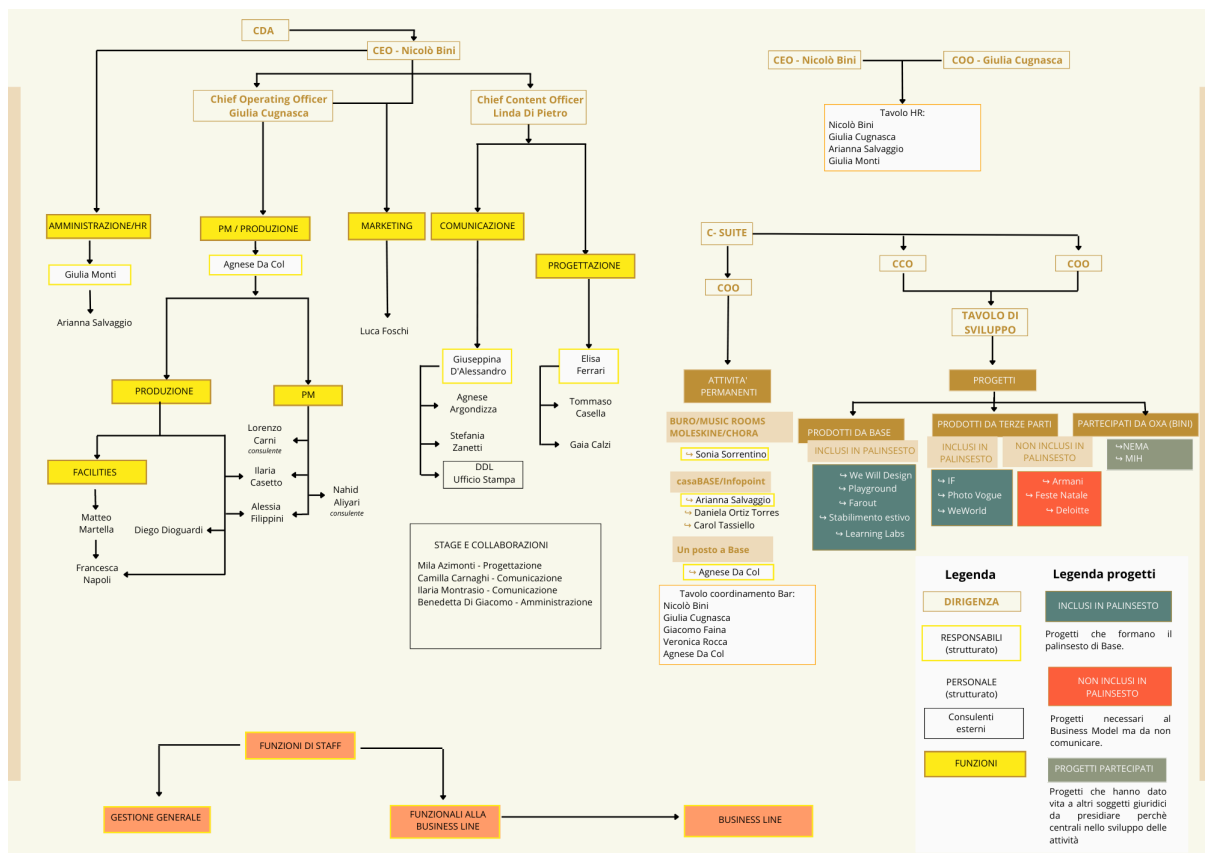 CDA
CEO - Nicolò Bini
Chief Operating Officer
Giulia Cugnasca
Chief Content Officer
Linda Di Pietro
AMMINISTRAZIONE/HR
PM / PRODUZIONE
MARKETING
COMUNICAZIONE
PROGETTAZIONE
Giulia Monti
Agnese Da Col
Arianna Salvaggio
Luca Foschi
PRODUZIONE
PM
Giuseppina
D'Alessandro
Elisa
Ferrari
Agnese
Argondizza
Tommaso
Casella
Stefania
Zanetti
Gaia Calzi
DDL
Ufficio Stampa
Lorenzo
Carni
consulente
FACILITIES
Ilaria
Casetto
Nahid
Aliyari
consulente
Alessia
Filippini
Matteo
Martella
Diego Dioguardi
Francesca
Napoli
STAGE E COLLABORAZIONI
Mila Azimonti - Progettazione
Camilla Carnaghi - Comunicazione
Ilaria Montrasio - Comunicazione
Benedetta Di Giacomo - Amministrazione
FUNZIONI DI STAFF
GESTIONE GENERALE
FUNZIONALI ALLA
BUSINESS LINE
BUSINESS LINE
CEO - Nicolò Bini
COO - Giulia Cugnasca
Tavolo HR:
Nicolò Bini
Giulia Cugnasca
Arianna Salvaggio
Giulia Monti
C- SUITE
COO
CCO
COO
TAVOLO DI
SVILUPPO
ATTIVITA'
PERMANENTI
PROGETTI
BURO/MUSIC ROOMS
MOLESKINE/CHORA
↪ Sonia Sorrentino
casaBASE/Infopoint
↪ Arianna Salvaggio
↪ Daniela Ortiz Torres
↪ Carol Tassiello
Un posto a Base
↪ Agnese Da Col
Tavolo coordinamento Bar:
Nicolò Bini
Giulia Cugnasca
Giacomo Faina
Veronica Rocca
Agnese Da Col
PRODOTTI DA BASE
INCLUSI IN PALINSESTO
↪ We Will Design
↪ Playground
↪ Farout
↪ Stabilimento estivo
↪ Learning Labs
PRODOTTI DA TERZE PARTI
INCLUSI IN
PALINSESTO
↪ IF
↪ Photo Vogue
↪ WeWorld
NON INCLUSI IN
PALINSESTO
↪ Armani
↪ Feste Natale
↪ Deloitte
PARTECIPATI DA OXA (BINI)
↪NEMA
↪ MIH
Legenda
DIRIGENZA
RESPONSABILI
(strutturato)
PERSONALE
(strutturato)
Consulenti
esterni
FUNZIONI
Legenda progetti
INCLUSI IN PALINSESTO
Progetti che formano il
palinsesto di Base.
NON INCLUSI IN
PALINSESTO
Progetti necessari al
Business Model ma da non
comunicare.
PROGETTI PARTECIPATI
Progetti che hanno dato
vita a altri soggetti giuridici
da presidiare perchè
centrali nello sviluppo delle
attività